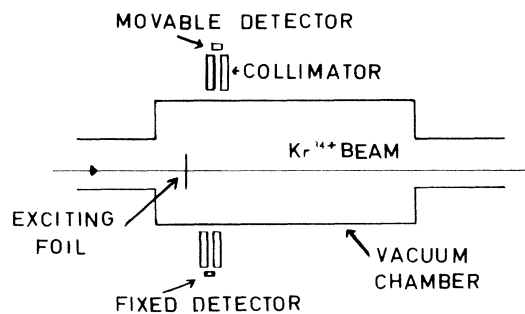 MOVABLE DETECTOR
COLLIMATOR
Kr¹⁴⁺ BEAM
EXCITING
FOIL
VACUUM
CHAMBER
FIXED DETECTOR